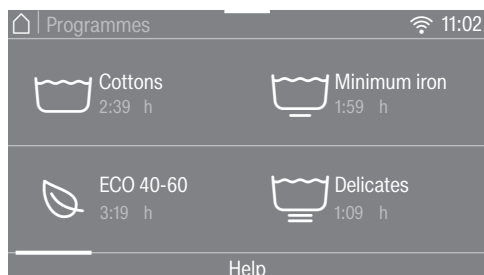 Programmes 11:02
Cottons
2:39 h
Minimum iron
1:59 h
ECO 40-60
3:19 h
Delicates
1:09 h
Help